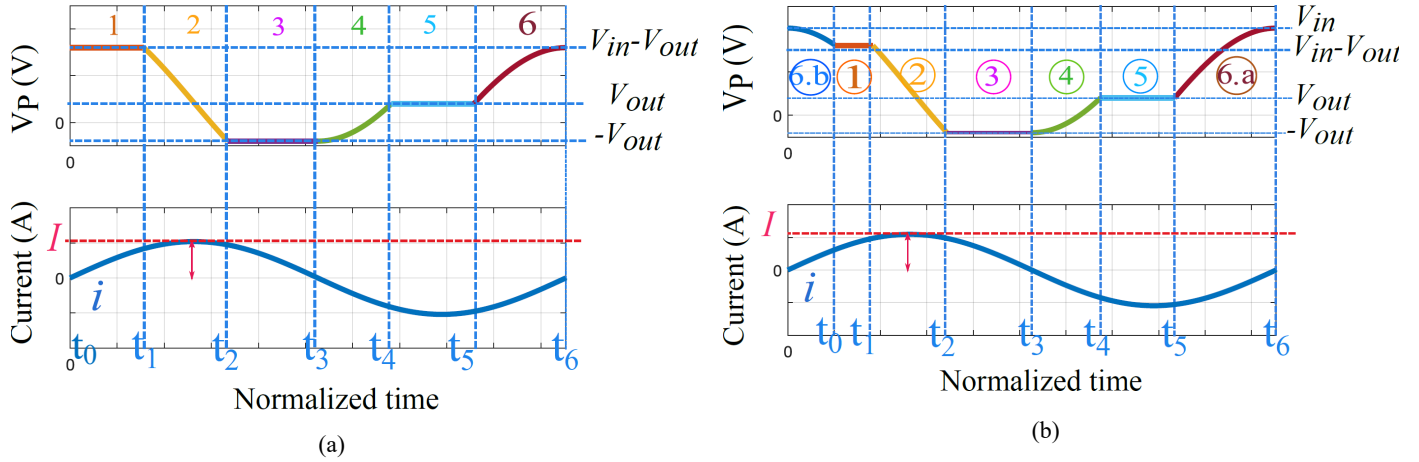 1 2 3 4 5 6
V_P (V)
V_in-V_out
V_out
0
-V_out
0
Current (A)
I
0
i
t_0 t_1 t_2 t_3 t_4 t_5 t_6
0
Normalized time
(a)
V_P (V)
V_in
V_in-V_out
6.b 1 2 3 4 5 6.a
V_out
0
-V_out
0
Current (A)
I
0
i
t_0 t_1 t_2 t_3 t_4 t_5 t_6
0
Normalized time
(b)